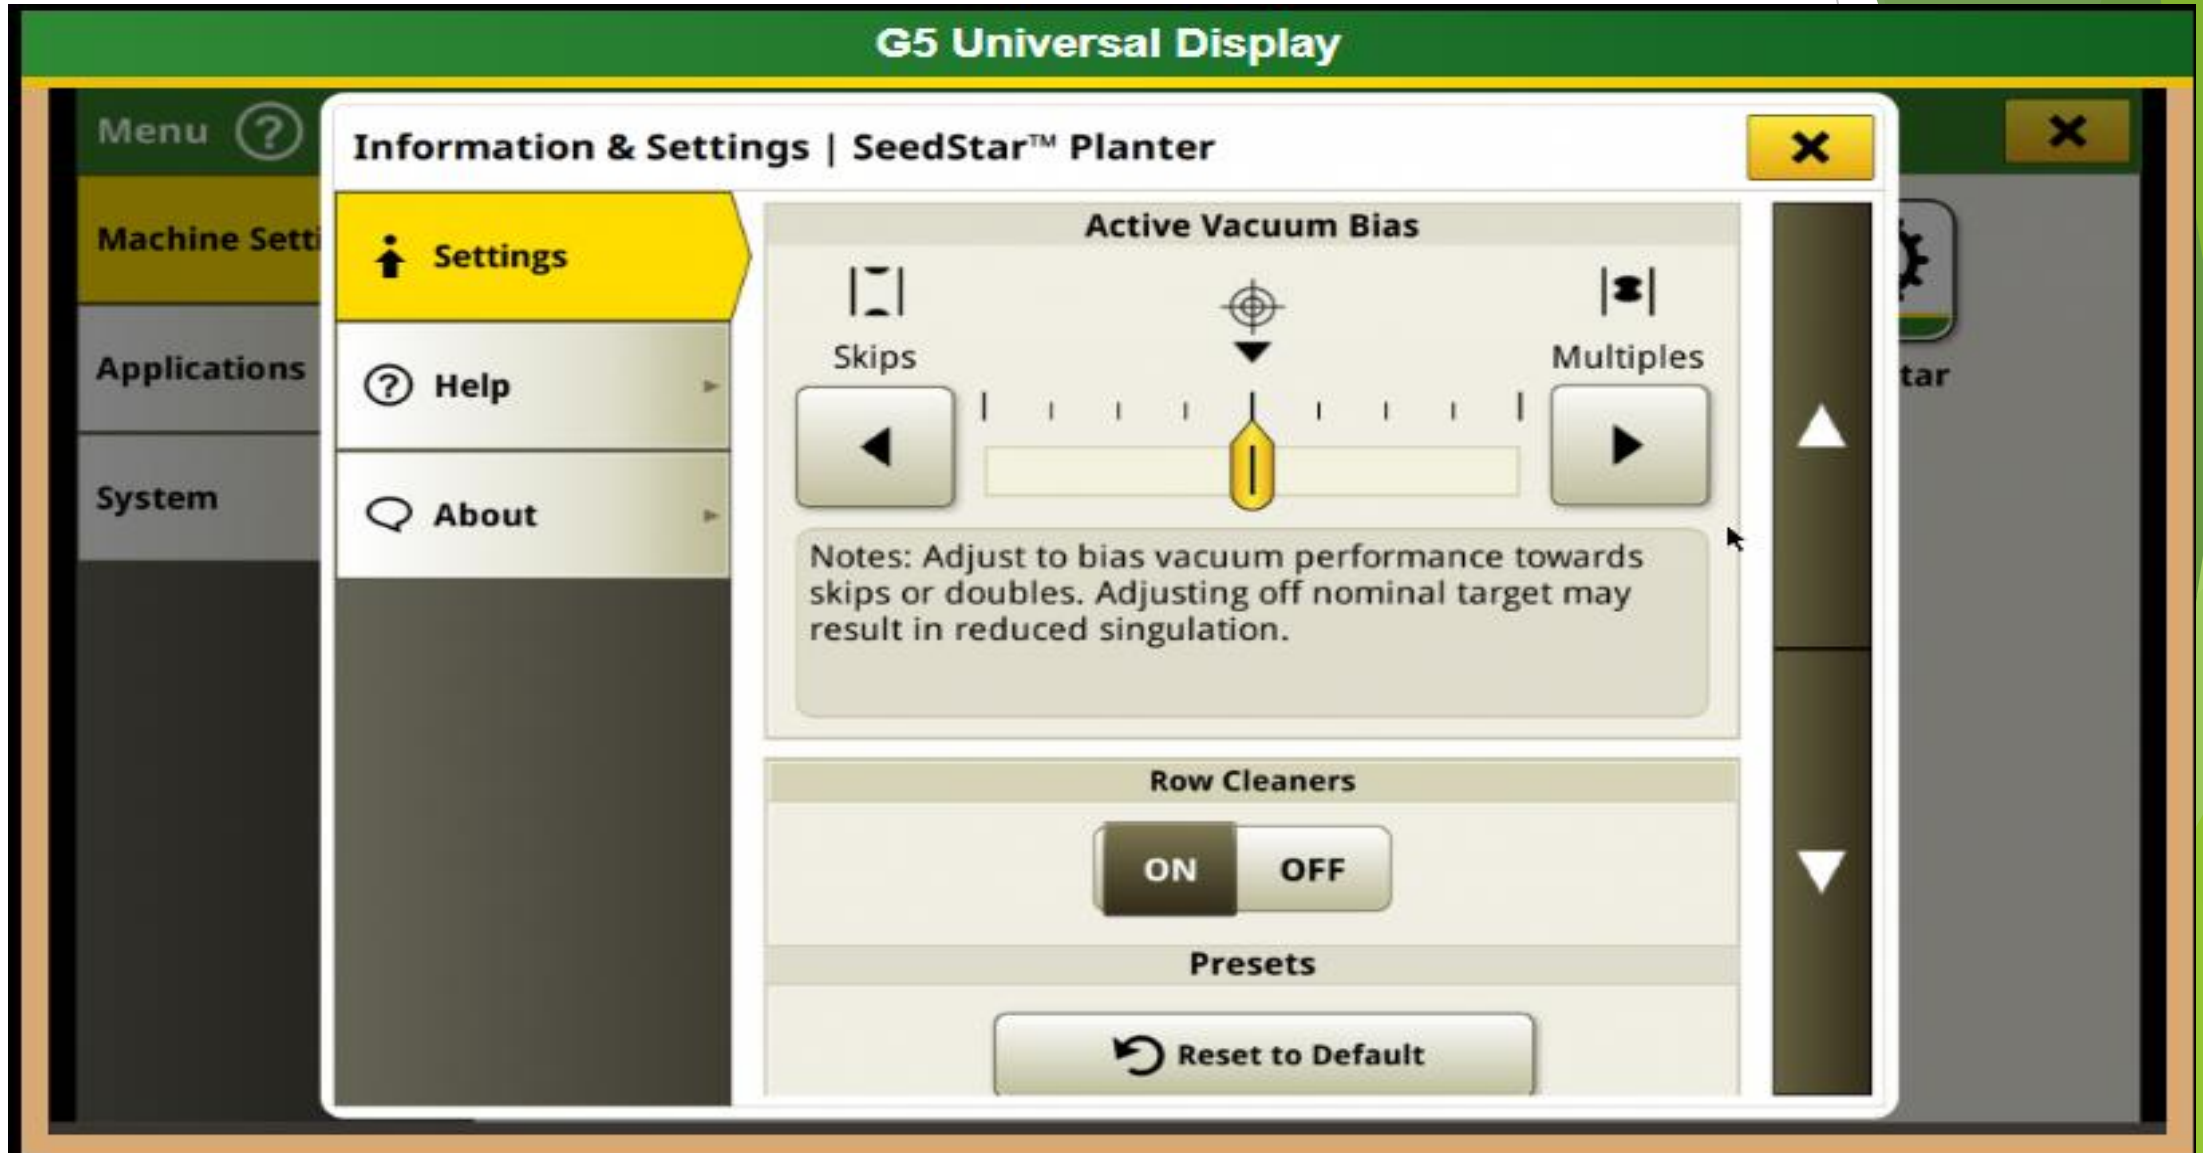 G5 Universal Display
Menu ?
Information & Settings | SeedStar™ Planter
Machine Setti
Applications
System
Settings
? Help
About
Active Vacuum Bias
Skips
Multiples
Notes: Adjust to bias vacuum performance towards
skips or doubles. Adjusting off nominal target may
result in reduced singulation.
Row Cleaners
ON OFF
Presets
Reset to Default
tar